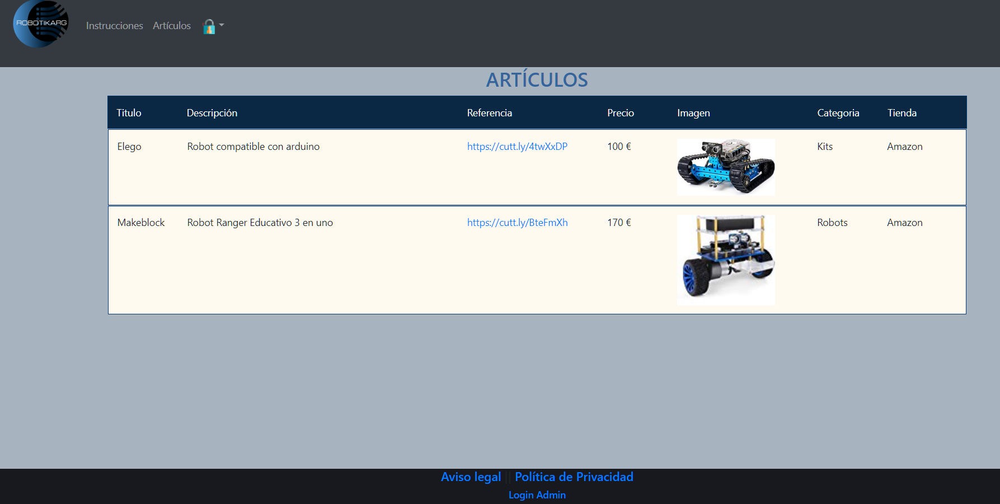 ROBOTIKARG
Instrucciones Artículos
ARTÍCULOS
Titulo Descripción Referencia Precio Imagen Categoria Tienda
Elego Robot compatible con arduino https://cutt.ly/4twXxDP 100 € Kits Amazon
Makeblock Robot Ranger Educativo 3 en uno https://cutt.ly/BteFmXh 170 € Robots Amazon
Aviso legal || Política de Privacidad
Login Admin